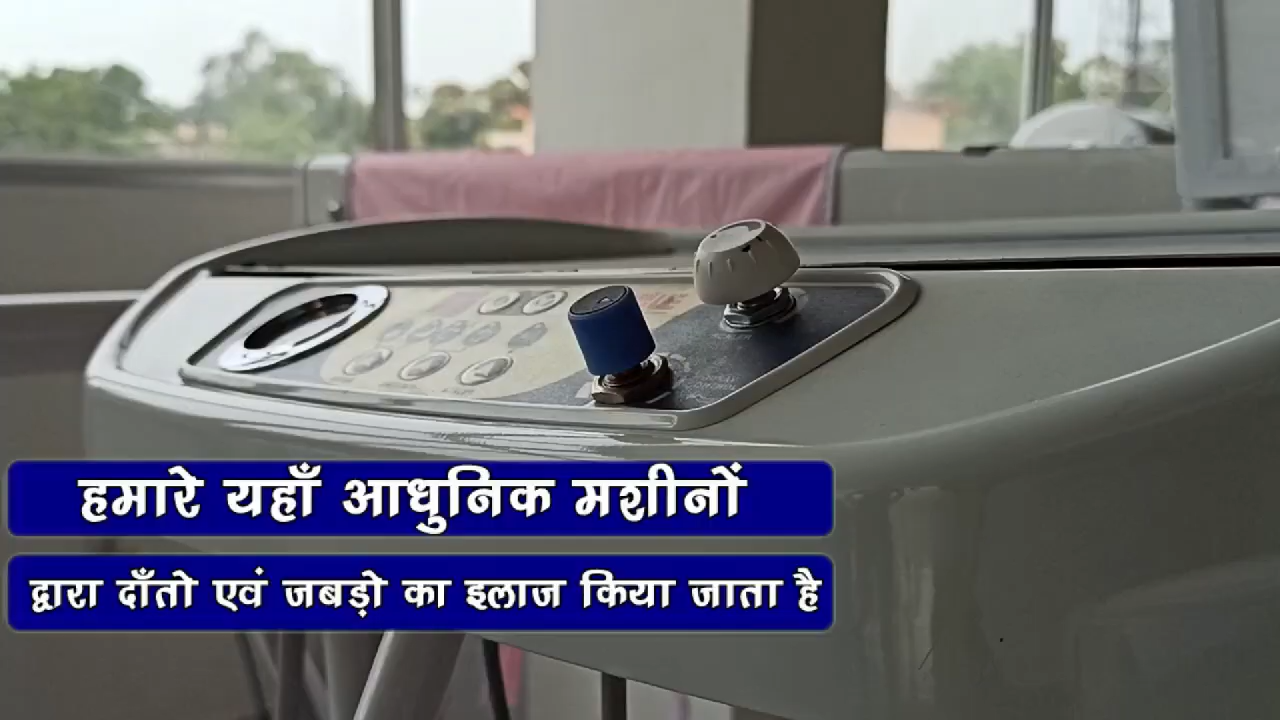 हमारे यहाँ आधुनिक मशीनों
द्वारा दाँतो एवं जबड़ो का इलाज किया जाता है